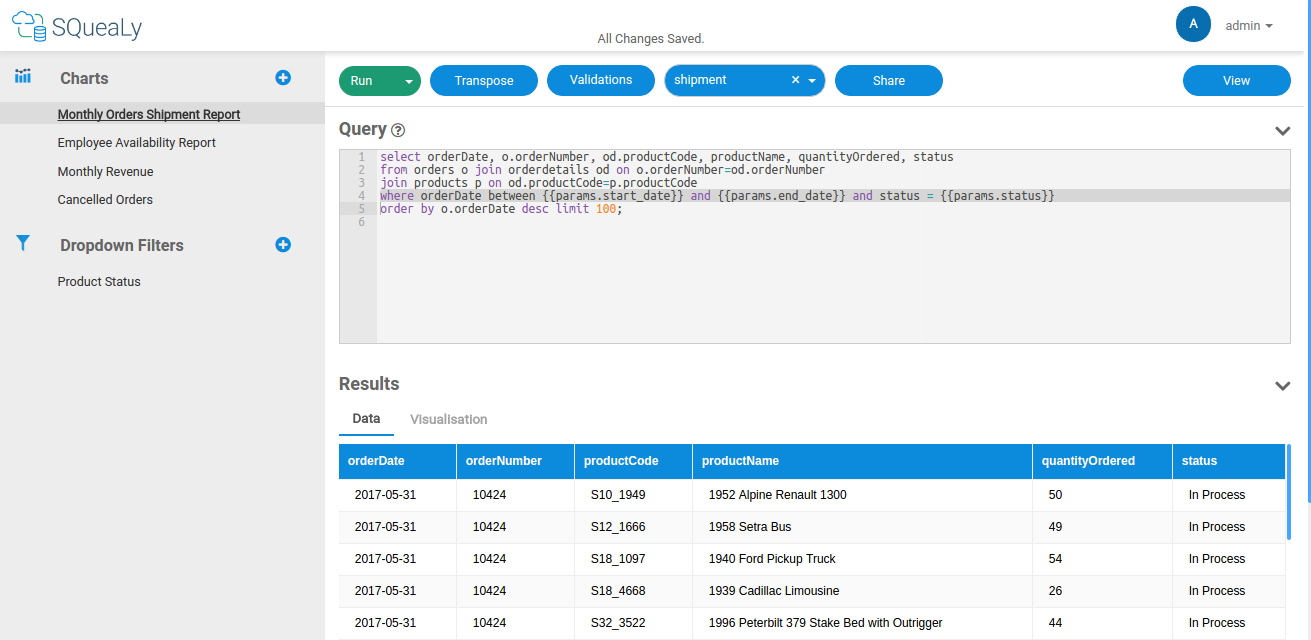 SQueaLy
All Changes Saved.
A
admin
Charts
Monthly Orders Shipment Report
Employee Availability Report
Monthly Revenue
Cancelled Orders
Dropdown Filters
Product Status
Run
Transpose
Validations
shipment ×
Share
View
Query ?
1 select orderDate, o.orderNumber, od.productCode, productName, quantityOrdered, status
2 from orders o join orderdetails od on o.orderNumber=od.orderNumber
3 join products p on od.productCode=p.productCode
4 where orderDate between {{params.start_date}} and {{params.end_date}} and status = {{params.status}}
5 order by o.orderDate desc limit 100;
6
Results
Data Visualisation
orderDate orderNumber productCode productName quantityOrdered status
2017-05-31 10424 S10_1949 1952 Alpine Renault 1300 50 In Process
2017-05-31 10424 S12_1666 1958 Setra Bus 49 In Process
2017-05-31 10424 S18_1097 1940 Ford Pickup Truck 54 In Process
2017-05-31 10424 S18_4668 1939 Cadillac Limousine 26 In Process
2017-05-31 10424 S32_3522 1996 Peterbilt 379 Stake Bed with Outrigger 44 In Process